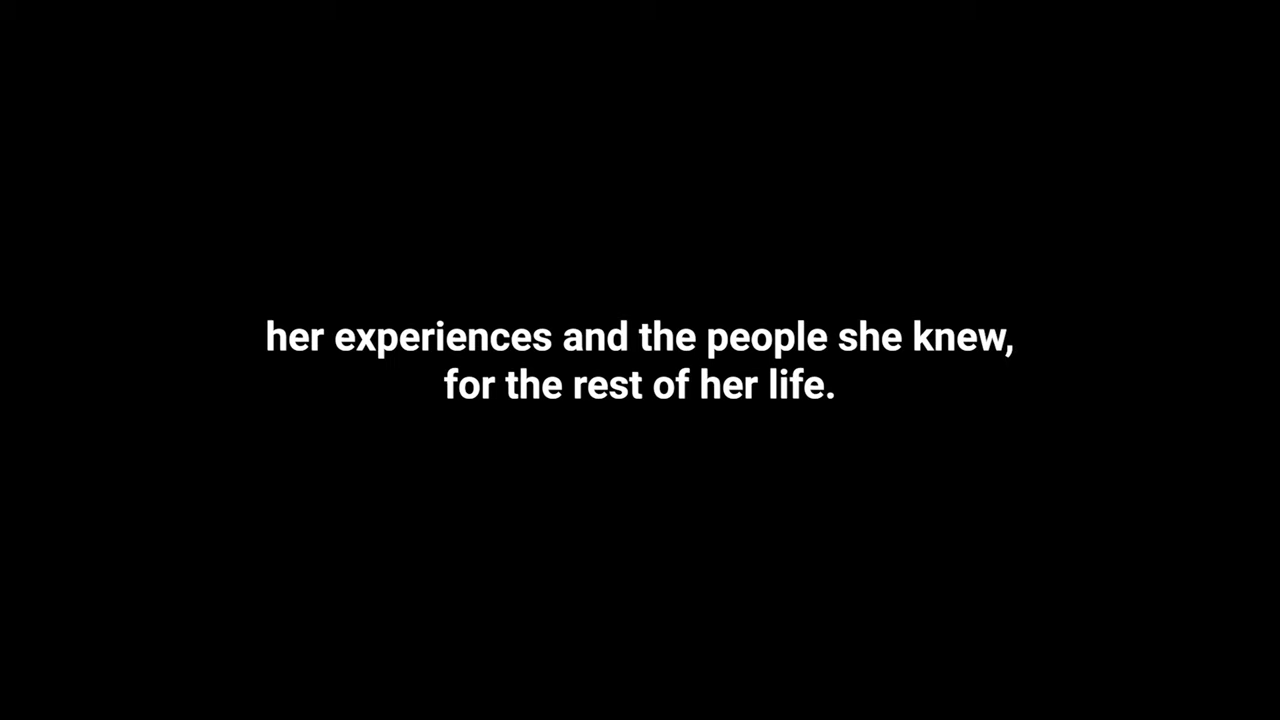 her experiences and the people she knew,
for the rest of her life.